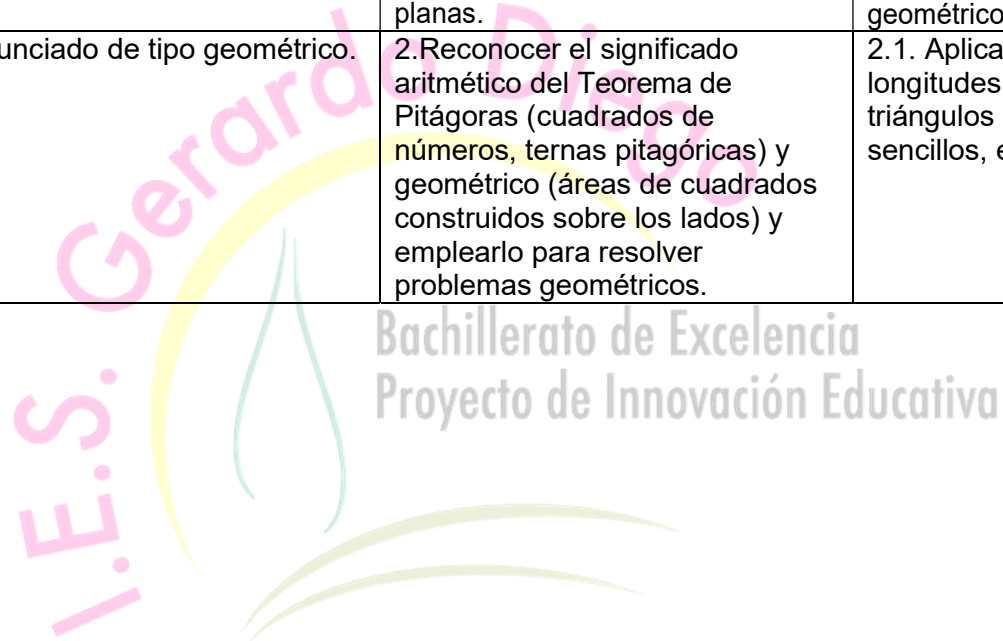 planas.
geométrico
unciado de tipo geométrico.
2.Reconocer el significado
aritmético del Teorema de
Pitágoras (cuadrados de
números, ternas pitagóricas) y
geométrico (áreas de cuadrados
construidos sobre los lados) y
emplearlo para resolver
problemas geométricos.
2.1. Aplica
longitudes
triángulos
sencillos, e
I.E.S. Gerardo Diego
Bachillerato de Excelencia
Proyecto de Innovación Educativa